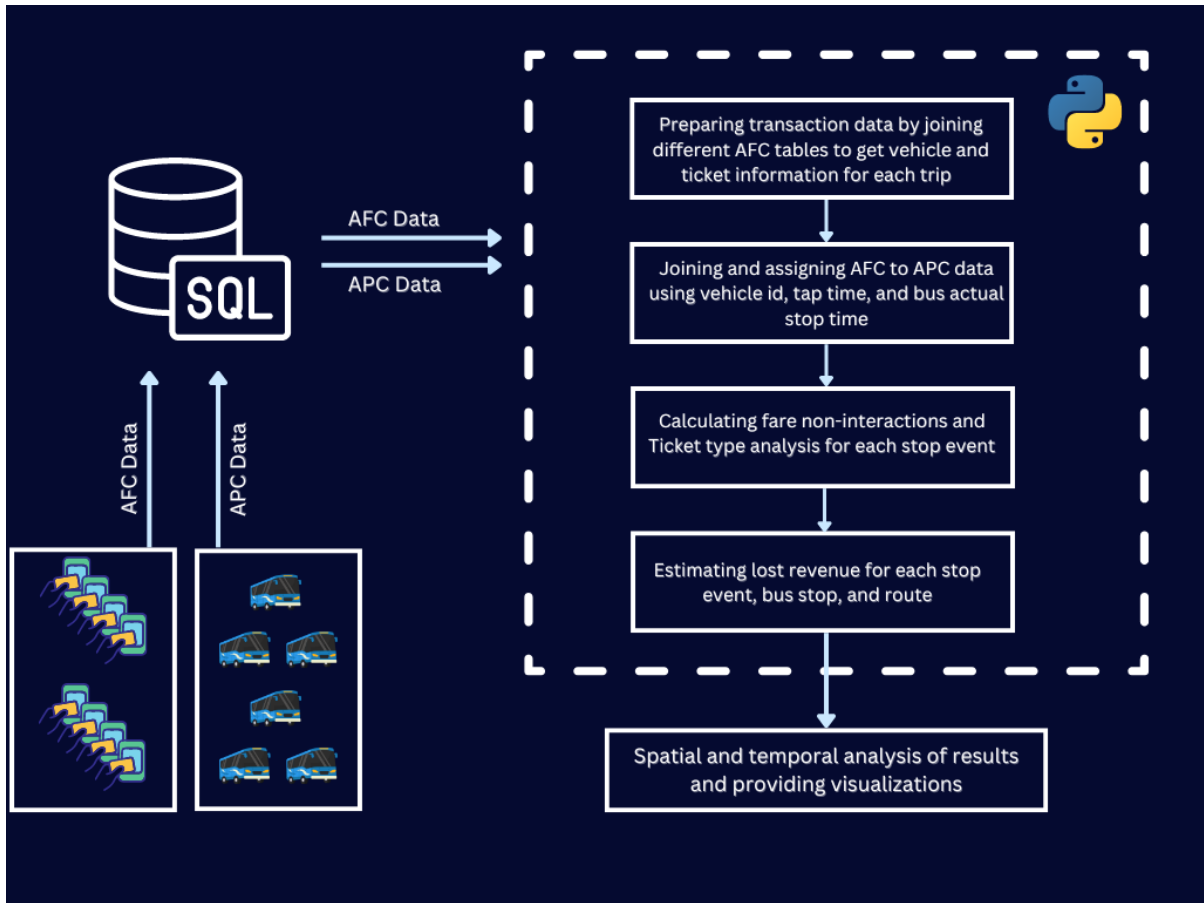 AFC Data
APC Data
SQL
AFC Data
APC Data
Preparing transaction data by joining
different AFC tables to get vehicle and
ticket information for each trip
Joining and assigning AFC to APC data
using vehicle id, tap time, and bus actual
stop time
Calculating fare non-interactions and
Ticket type analysis for each stop event
Estimating lost revenue for each stop
event, bus stop, and route
Spatial and temporal analysis of results
and providing visualizations